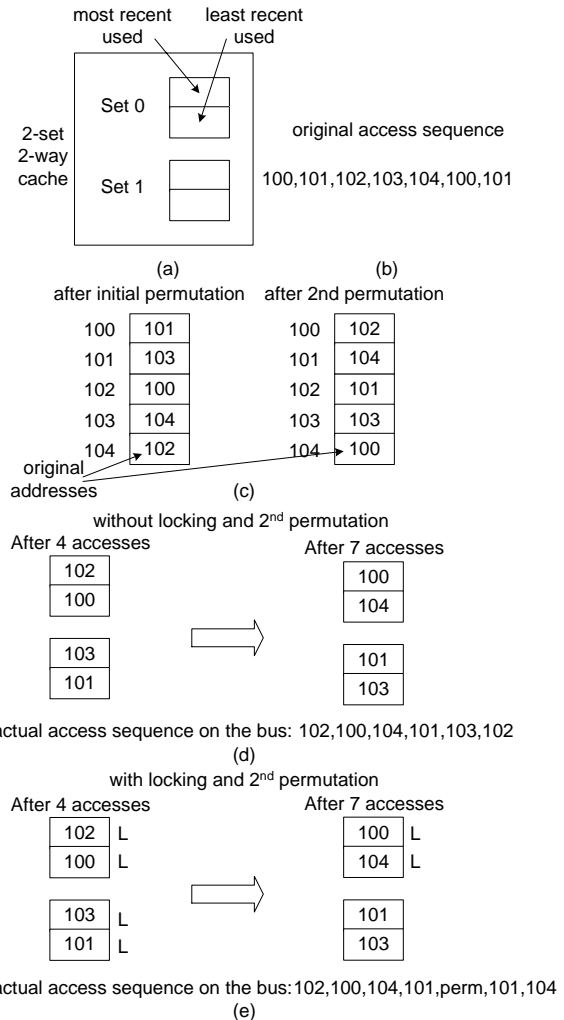 most recent used
least recent used
Set 0
2-set 2-way cache
Set 1
original access sequence
100,101,102,103,104,100,101
(a)
(b)
after initial permutation
after 2nd permutation
100 101
101 103
102 100
103 104
104 102
100 102
101 104
102 101
103 103
104 100
original addresses
(c)
without locking and 2nd permutation
After 4 accesses
After 7 accesses
102
100
103
101
100
104
101
103
actual access sequence on the bus: 102,100,104,101,103,102
(d)
with locking and 2nd permutation
After 4 accesses
After 7 accesses
102 L
100 L
103 L
101 L
100 L
104 L
101
103
actual access sequence on the bus:102,100,104,101,perm,101,104
(e)